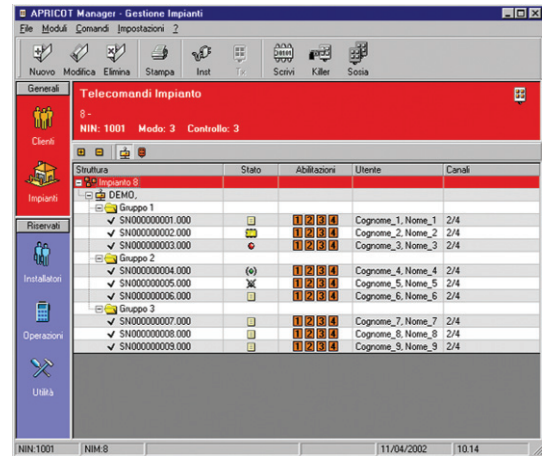 APRICOT Manager - Gestione Impianti
File Moduli Comandi Impostazioni ?
Nuovo Modifica Elimina Stampa Inst Tx Scrivi Killer Sosia
Generali
Clienti
Impianti
Riservati
Installatori
Operazioni
Utilità
Telecomandi Impianto
8 -
NIN: 1001 Modo: 3 Controllo: 3
Struttura Stato Abilitazioni Utente Canali
Impianto 8
DEMO,
Gruppo 1
SN000000001.000 1 2 3 4 Cognome_1, Nome_1 2/4
SN000000002.000 1 2 3 4 Cognome_2, Nome_2 2/4
SN000000003.000 1 2 3 4 Cognome_3, Nome_3 2/4
Gruppo 2
SN000000004.000 1 2 3 4 Cognome_4, Nome_4 2/4
SN000000005.000 1 2 3 4 Cognome_5, Nome_5 2/4
SN000000006.000 1 2 3 4 Cognome_6, Nome_6 2/4
Gruppo 3
SN000000007.000 1 2 3 4 Cognome_7, Nome_7 2/4
SN000000008.000 1 2 3 4 Cognome_8, Nome_8 2/4
SN000000009.000 1 2 3 4 Cognome_9, Nome_9 2/4
NIN:1001 NIM:8 11/04/2002 10.14